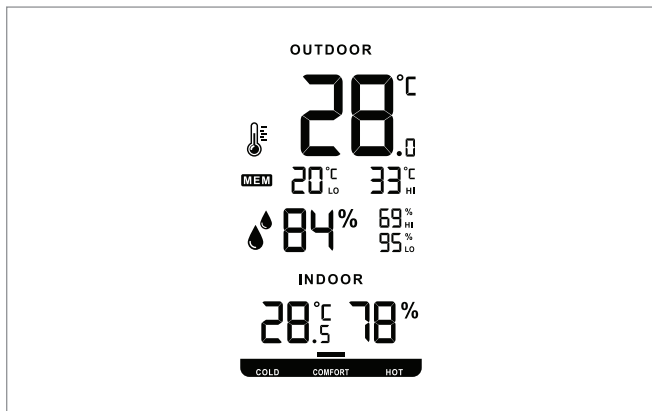 OUTDOOR
28.0°C
MEM 20°C LO 33°C HI
84% 69% HI
95% LO
INDOOR
28.5°C 78%
COLD COMFORT HOT